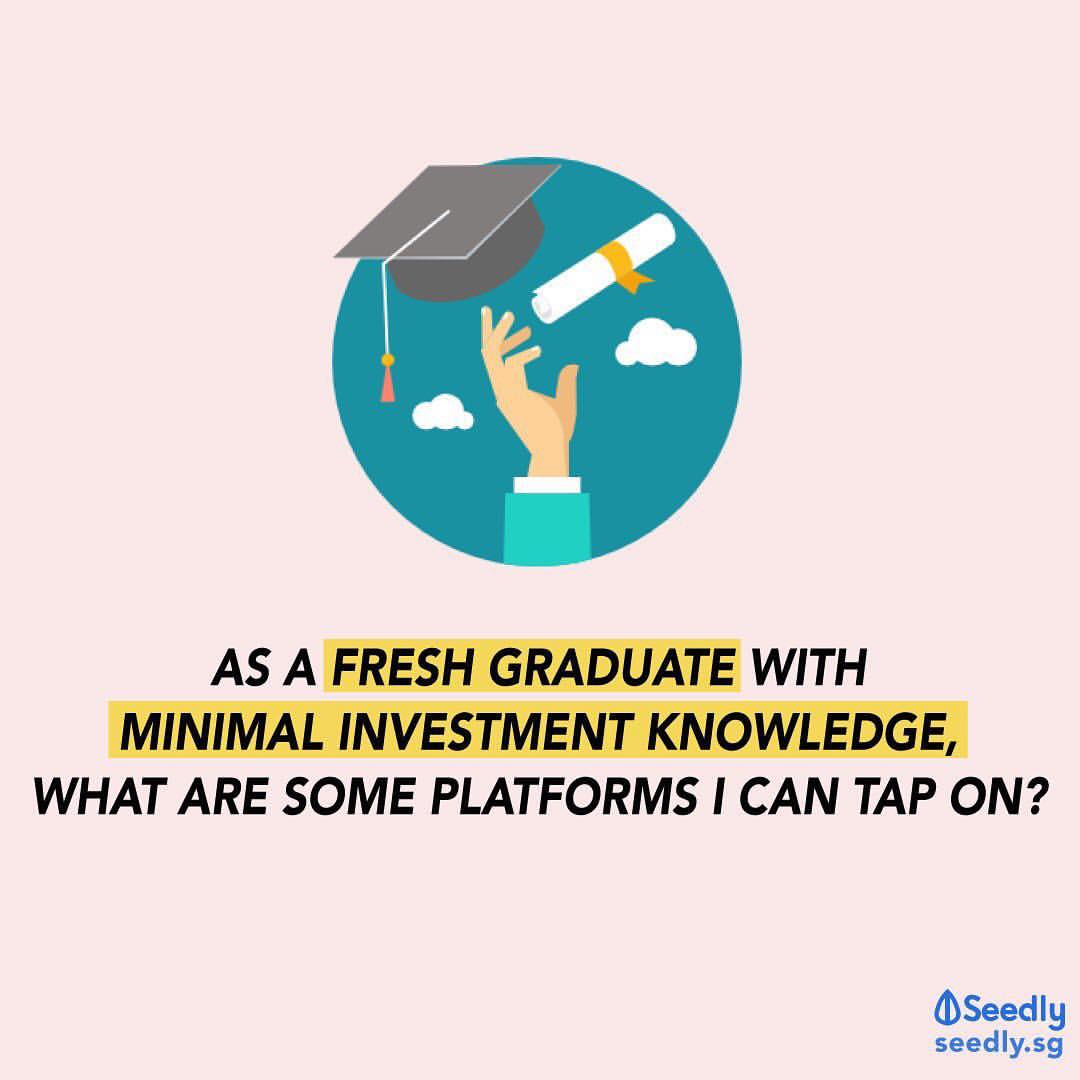 AS A FRESH GRADUATE WITH
MINIMAL INVESTMENT KNOWLEDGE,
WHAT ARE SOME PLATFORMS I CAN TAP ON?
Seedly
seedly.sg